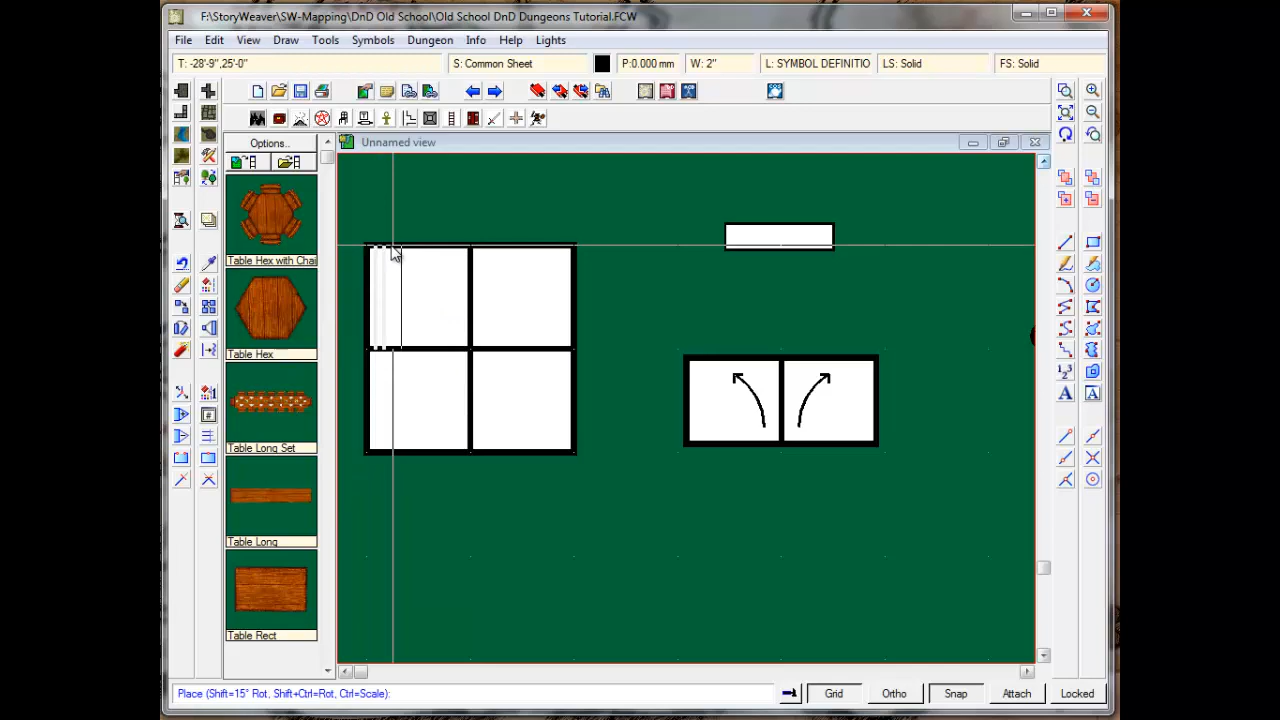 F:\StoryWeaver\SW-Mapping\DnD Old School\Old School DnD Dungeons Tutorial.FCW
File Edit View Draw Tools Symbols Dungeon Info Help Lights
T: -28'-9",25'-0" S: Common Sheet P:0.000 mm W: 2" L: SYMBOL DEFINITIO LS: Solid FS: Solid
Options..
Unnamed view
Table Hex with Chai
Table Hex
Table Long Set
Table Long
Table Rect
Place (Shift=15° Rot, Shift+Ctrl=Rot, Ctrl=Scale):
Grid Ortho Snap Attach Locked